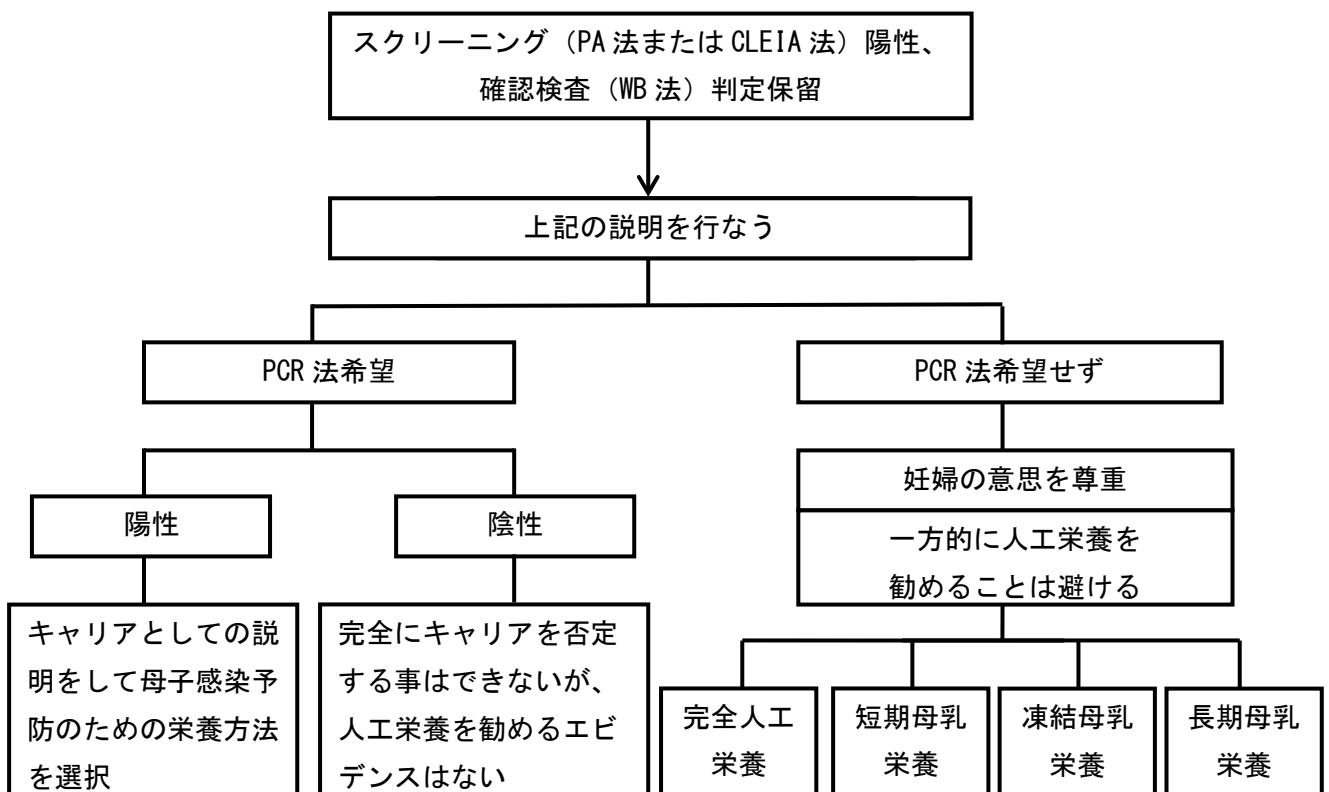 スクリーニング（PA法またはCLEIA法）陽性、
確認検査（WB法）判定保留
上記の説明を行なう
PCR法希望
PCR法希望せず
妊婦の意思を尊重
一方的に人工栄養を
勧めることは避ける
陽性
陰性
キャリアとしての説
明をして母子感染予
防のための栄養方法
を選択
完全にキャリアを否定
する事はできないが、
人工栄養を勧めるエビ
デンスはない
完全人工
栄養
短期母乳
栄養
凍結母乳
栄養
長期母乳
栄養